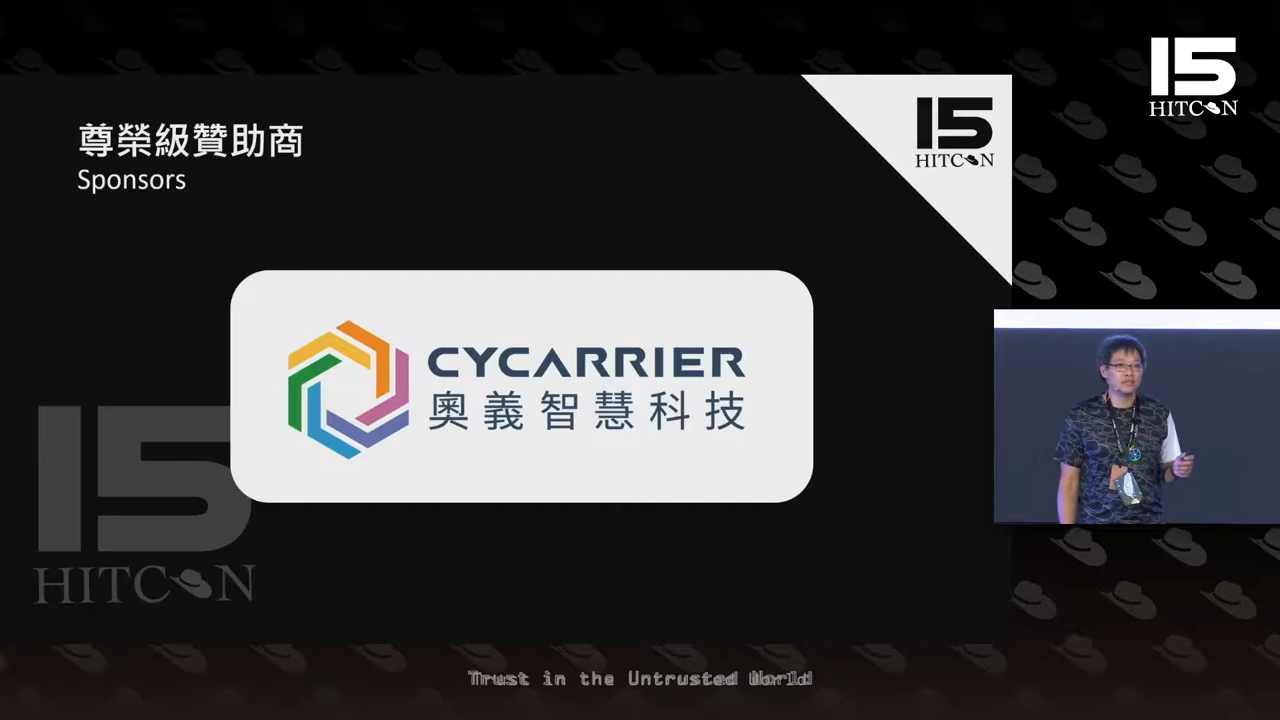 尊榮級贊助商
Sponsors
15
HITCON
15
HITCON
CYCARRIER
奧義智慧科技
15
HITCON
Trust in the Untrusted World